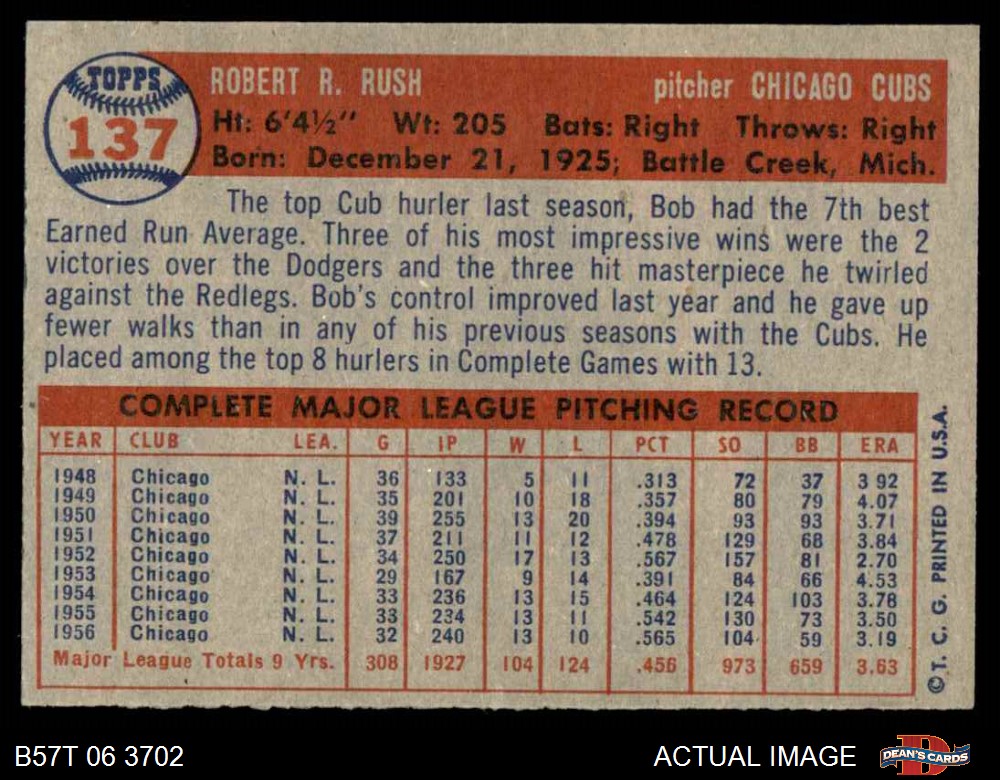 TOPPS
137
ROBERT R. RUSH pitcher CHICAGO CUBS
Ht: 6'4½" Wt: 205 Bats: Right Throws: Right
Born: December 21, 1925; Battle Creek, Mich.
The top Cub hurler last season, Bob had the 7th best
Earned Run Average. Three of his most impressive wins were the 2
victories over the Dodgers and the three hit masterpiece he twirled
against the Redlegs. Bob's control improved last year and he gave up
fewer walks than in any of his previous seasons with the Cubs. He
placed among the top 8 hurlers in Complete Games with 13.
COMPLETE MAJOR LEAGUE PITCHING RECORD
YEAR CLUB LEA. G IP W L PCT SO BB ERA
1948 Chicago N. L. 36 133 5 11 .313 72 37 3 92
1949 Chicago N. L. 35 201 10 18 .357 80 79 4.07
1950 Chicago N. L. 39 255 13 20 .394 93 93 3.71
1951 Chicago N. L. 37 211 11 12 .478 129 68 3.84
1952 Chicago N. L. 34 250 17 13 .567 157 81 2.70
1953 Chicago N. L. 29 167 9 14 .391 84 66 4.53
1954 Chicago N. L. 33 236 13 15 .464 124 103 3.78
1955 Chicago N. L. 33 234 13 11 .542 130 73 3.50
1956 Chicago N. L. 32 240 13 10 .565 104 59 3.19
Major League Totals 9 Yrs. 308 1927 104 124 .456 973 659 3.63
©T. C. G. PRINTED IN U.S.A.
B57T 06 3702 ACTUAL IMAGE DEAN'S CARDS